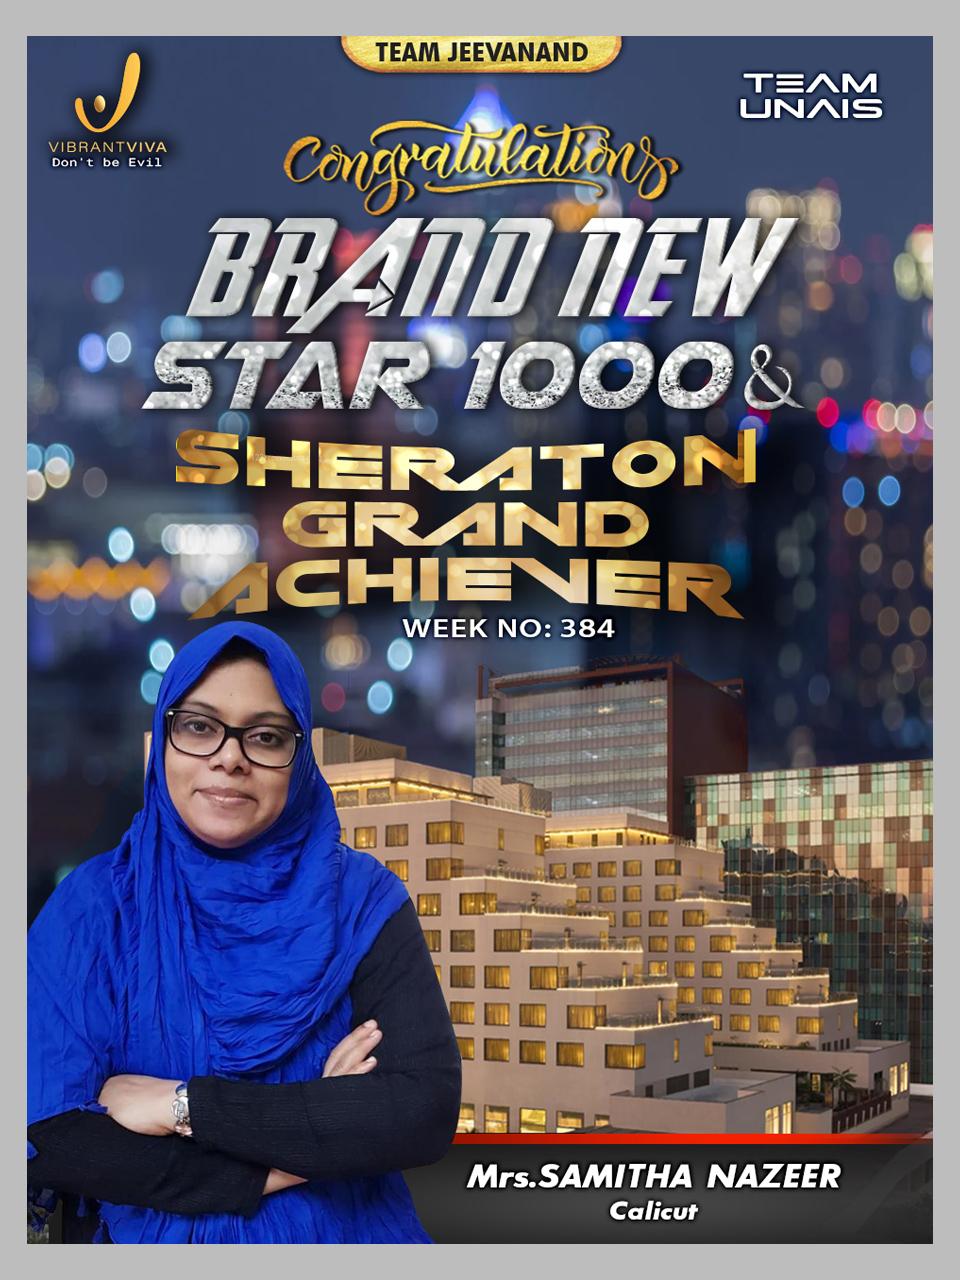 TEAM JEEVANAND
VIBRANTVIVA
Don't be Evil
TEAM
UNAIS
Congratulations
BRAND NEW
STAR 1000 &
SHERATON
GRAND
ACHIEVER
WEEK NO: 384
Mrs.SAMITHA NAZEER
Calicut